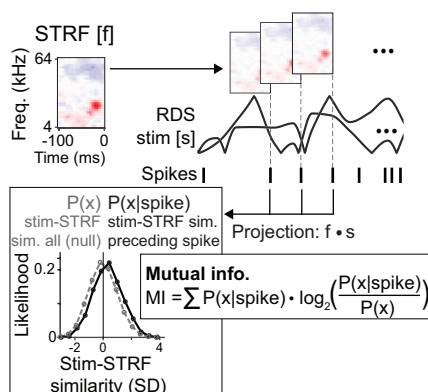 STRF [f]
64
4
Freq. (kHz)
-100 0
Time (ms)
RDS
stim [s]
Spikes
P(x) P(x|spike)
stim-STRF stim-STRF sim.
sim. all (null) preceding spike
Projection: f • s
Likelihood
0.2
0
-4 0 4
Stim-STRF
similarity (SD)
Mutual info.
MI = ∑ P(x|spike) • log₂(P(x|spike)/P(x))